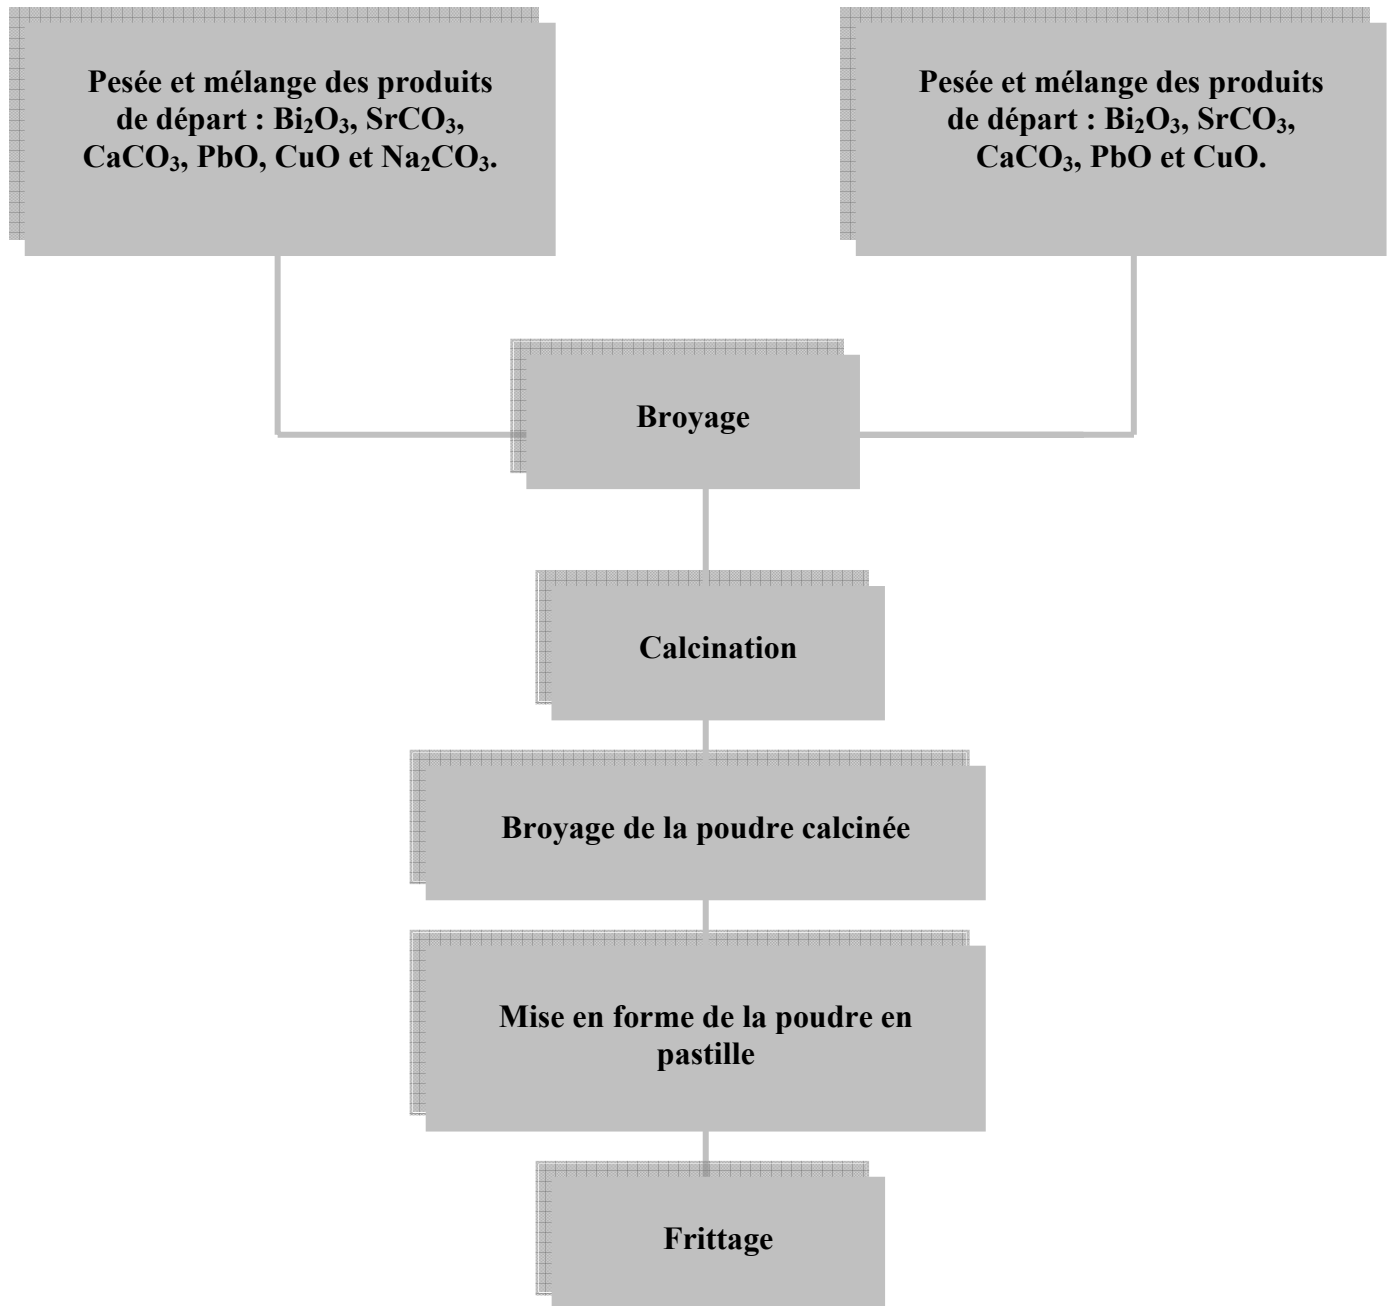 Pesée et mélange des produits
de départ : Bi₂O₃, SrCO₃,
CaCO₃, PbO, CuO et Na₂CO₃.
Pesée et mélange des produits
de départ : Bi₂O₃, SrCO₃,
CaCO₃, PbO et CuO.
Broyage
Calcination
Broyage de la poudre calcinée
Mise en forme de la poudre en
pastille
Frittage